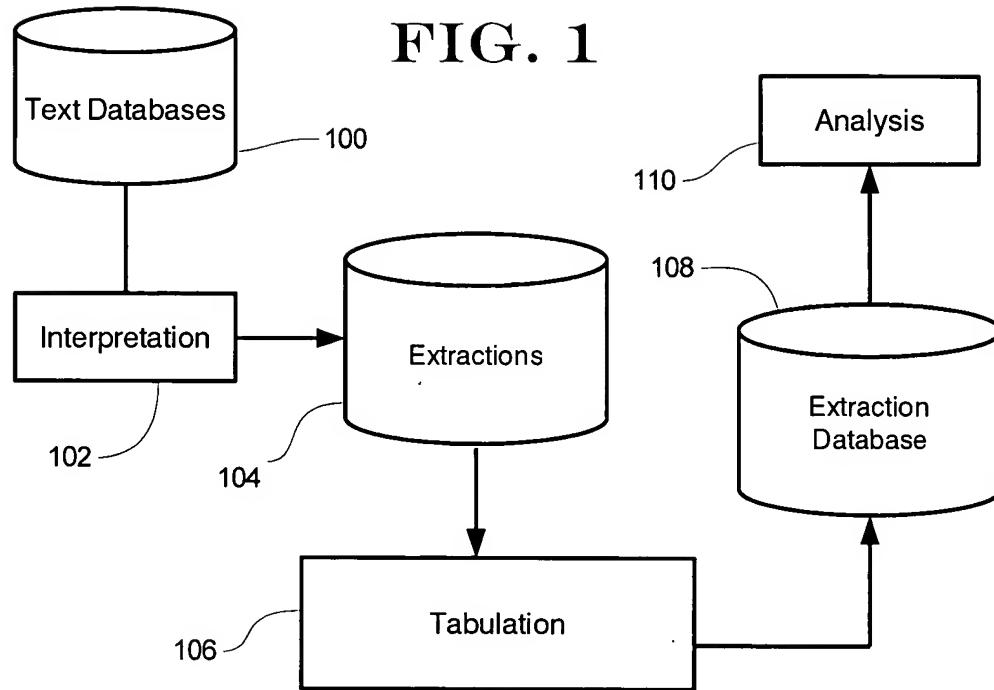 FIG. 1
Text Databases
100
Interpretation
102
Extractions
104
Tabulation
106
Extraction
Database
108
Analysis
110